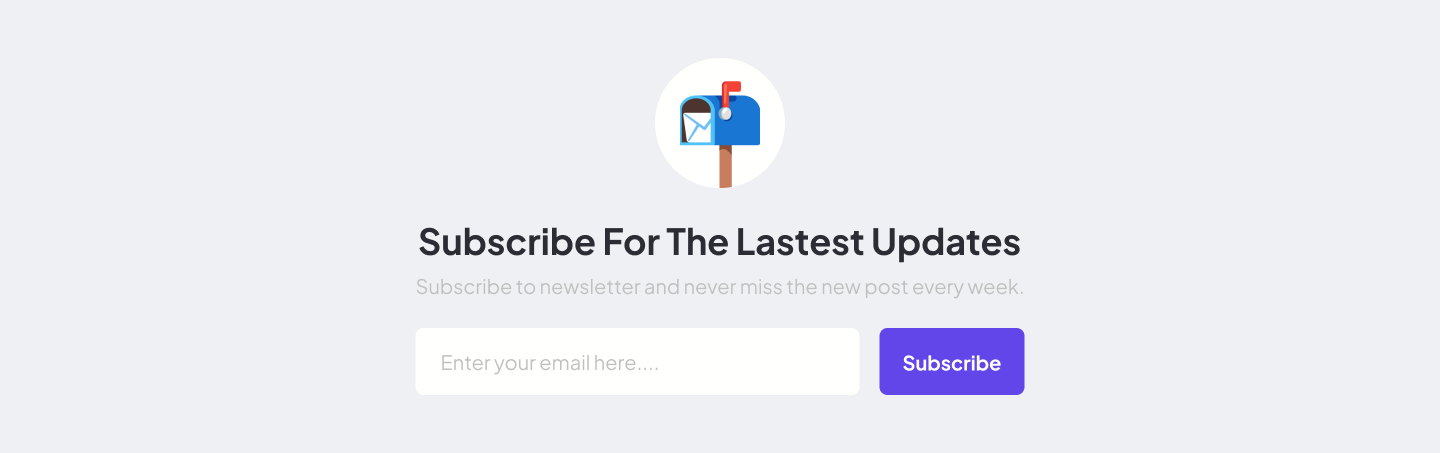 Subscribe For The Lastest Updates
Subscribe to newsletter and never miss the new post every week.
Enter your email here....
Subscribe